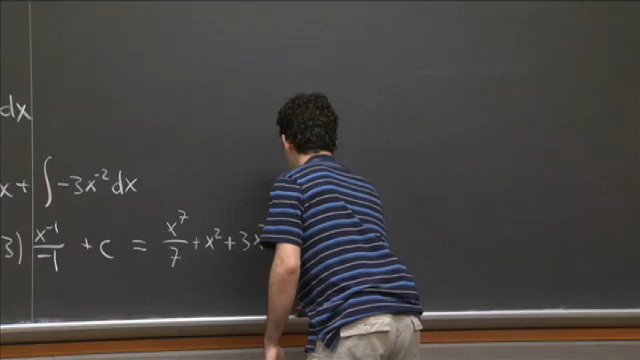 dx
x + ∫ -3x⁻² dx
3) x⁻¹/-1 + c = x⁷/7 + x² + 3x